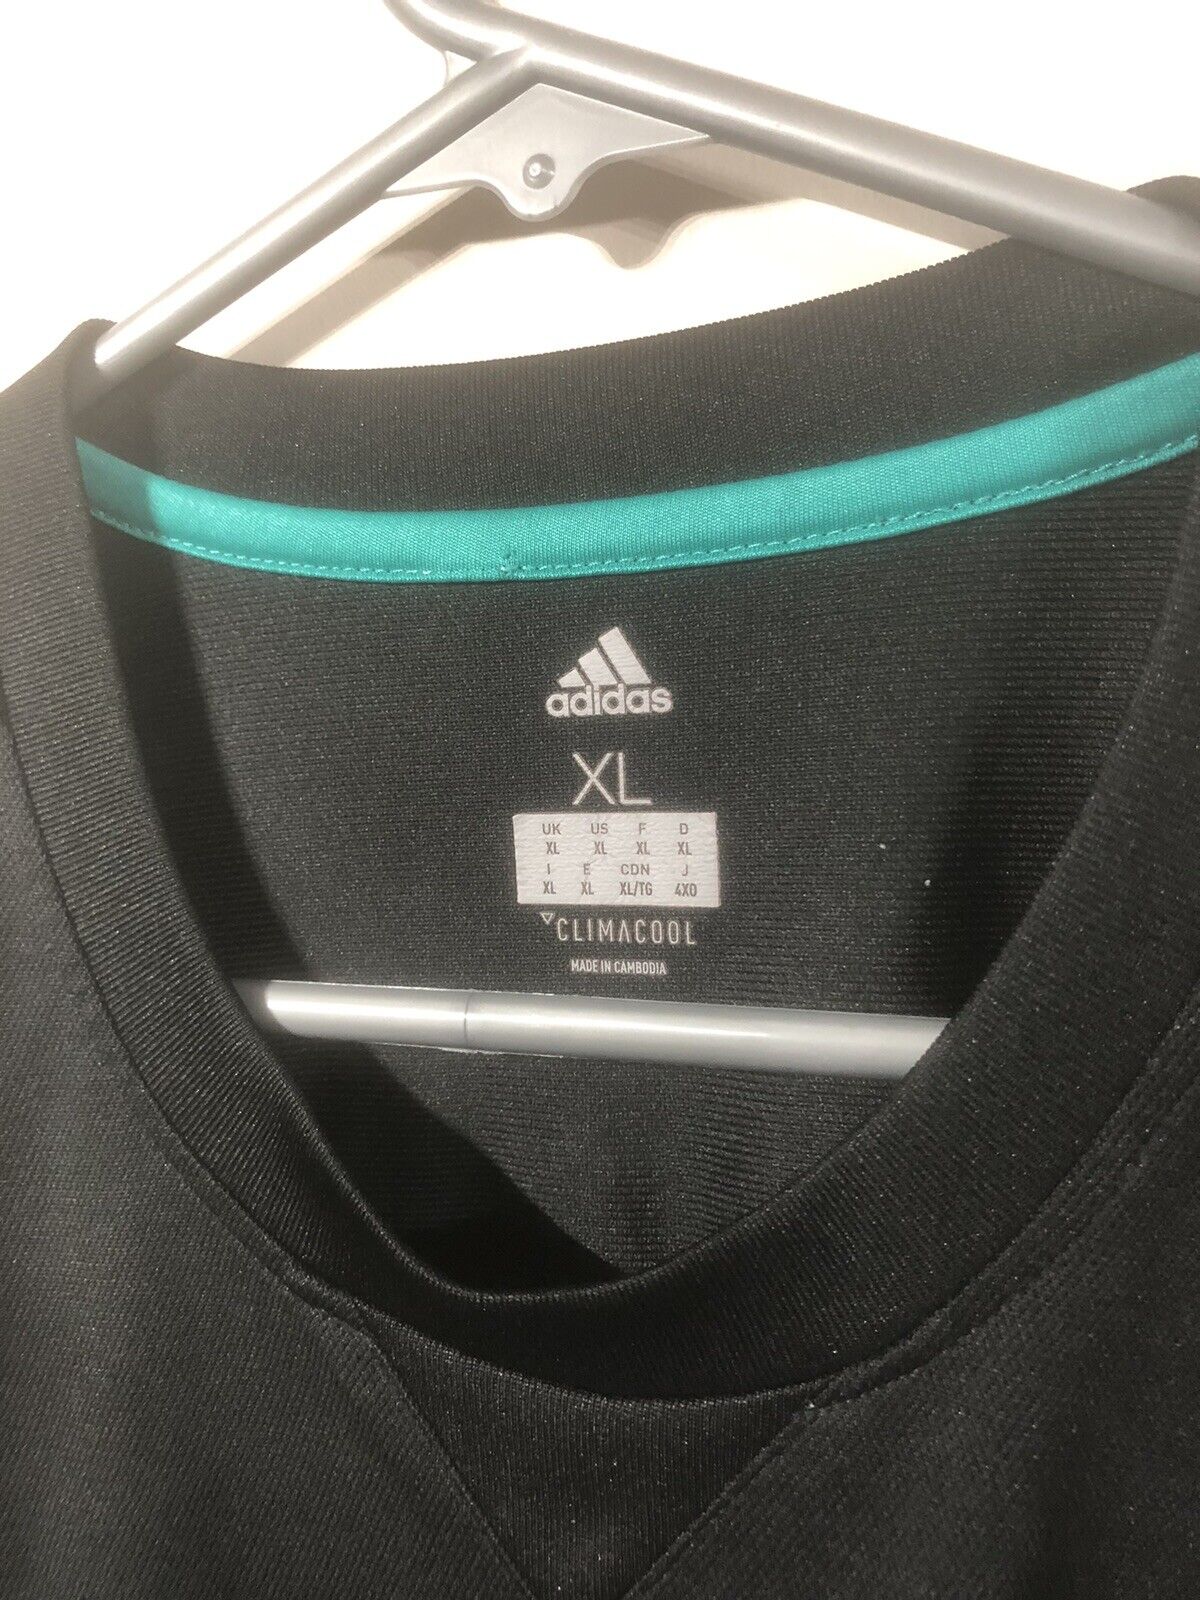 adidas
XL
UK US F D
XL XL XL XL
I E CDN J
XL XL XL/TG 4XO
CLIMACOOL
MADE IN CAMBODIA